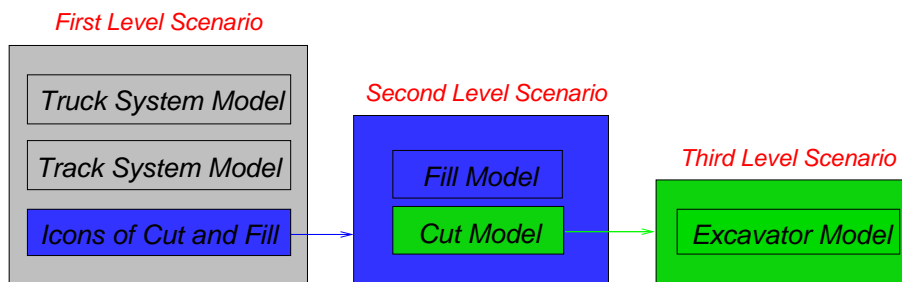 First Level Scenario
Truck System Model
Track System Model
Icons of Cut and Fill
Second Level Scenario
Fill Model
Cut Model
Third Level Scenario
Excavator Model